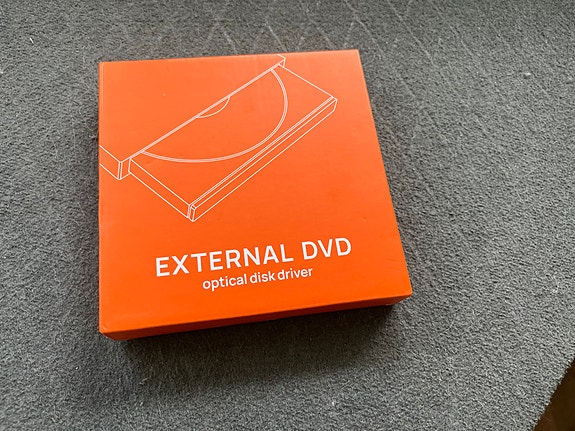 EXTERNAL DVD
optical disk driver